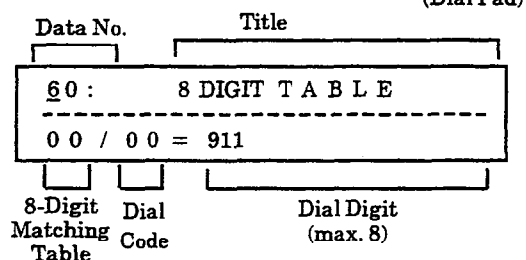 (Dial Pad)
Data No. Title
60: 8 DIGIT TABLE
00 / 00 = 911
8-Digit Matching Table
Dial Code
Dial Digit (max. 8)